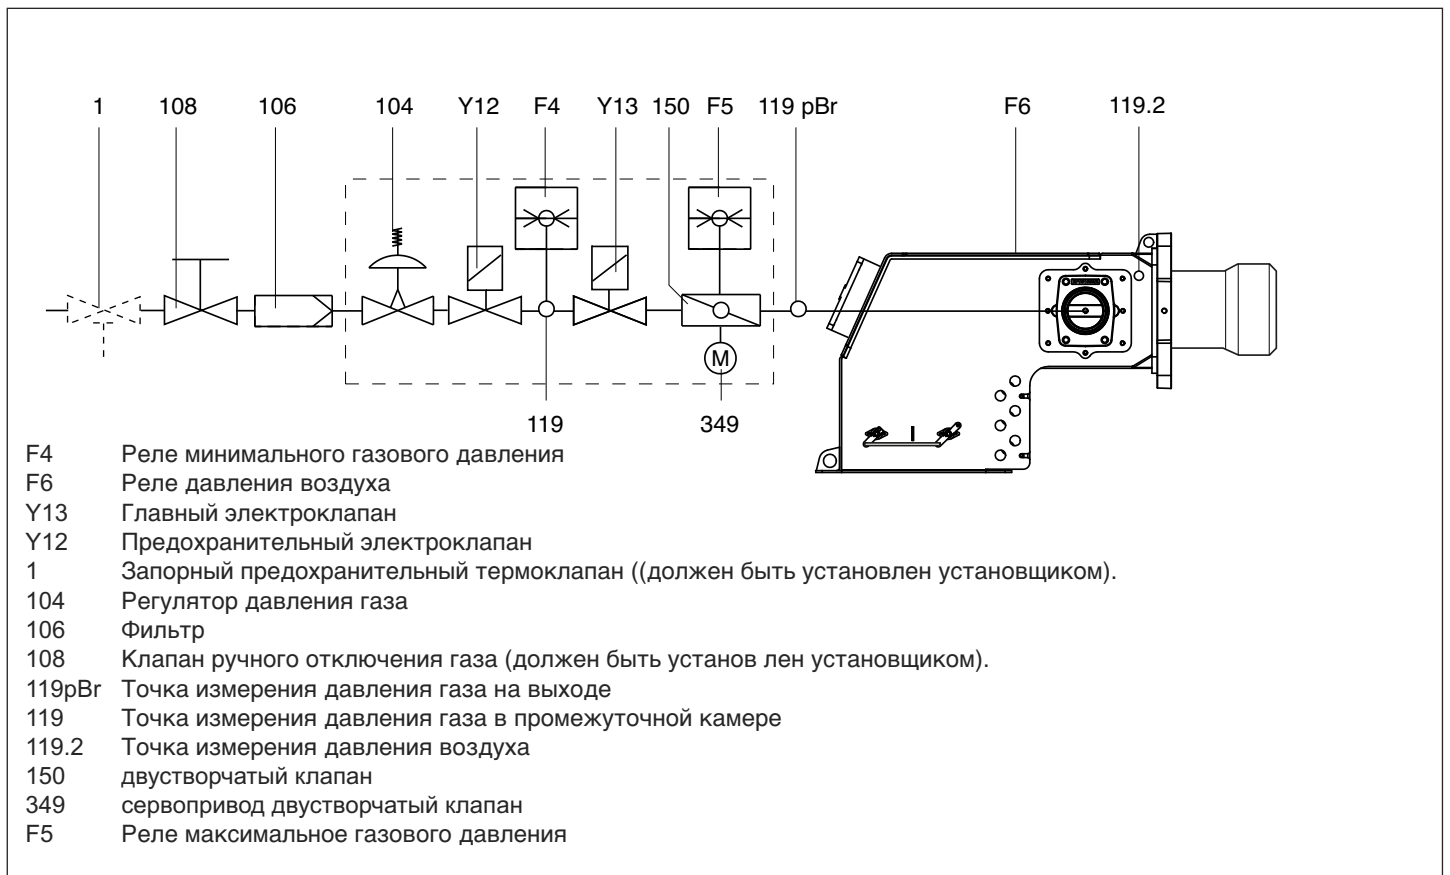 1 108 106 104 Y12 F4 Y13 150 F5 119 pBr F6 119.2
M
119 349
F4 Реле минимального газового давления
F6 Реле давления воздуха
Y13 Главный электроклапан
Y12 Предохранительный электроклапан
1 Запорный предохранительный термоклапан ((должен быть установлен установщиком).
104 Регулятор давления газа
106 Фильтр
108 Клапан ручного отключения газа (должен быть установ лен установщиком).
119pBr Точка измерения давления газа на выходе
119 Точка измерения давления газа в промежуточной камере
119.2 Точка измерения давления воздуха
150 двустворчатый клапан
349 сервопривод двустворчатый клапан
F5 Реле максимальное газового давления